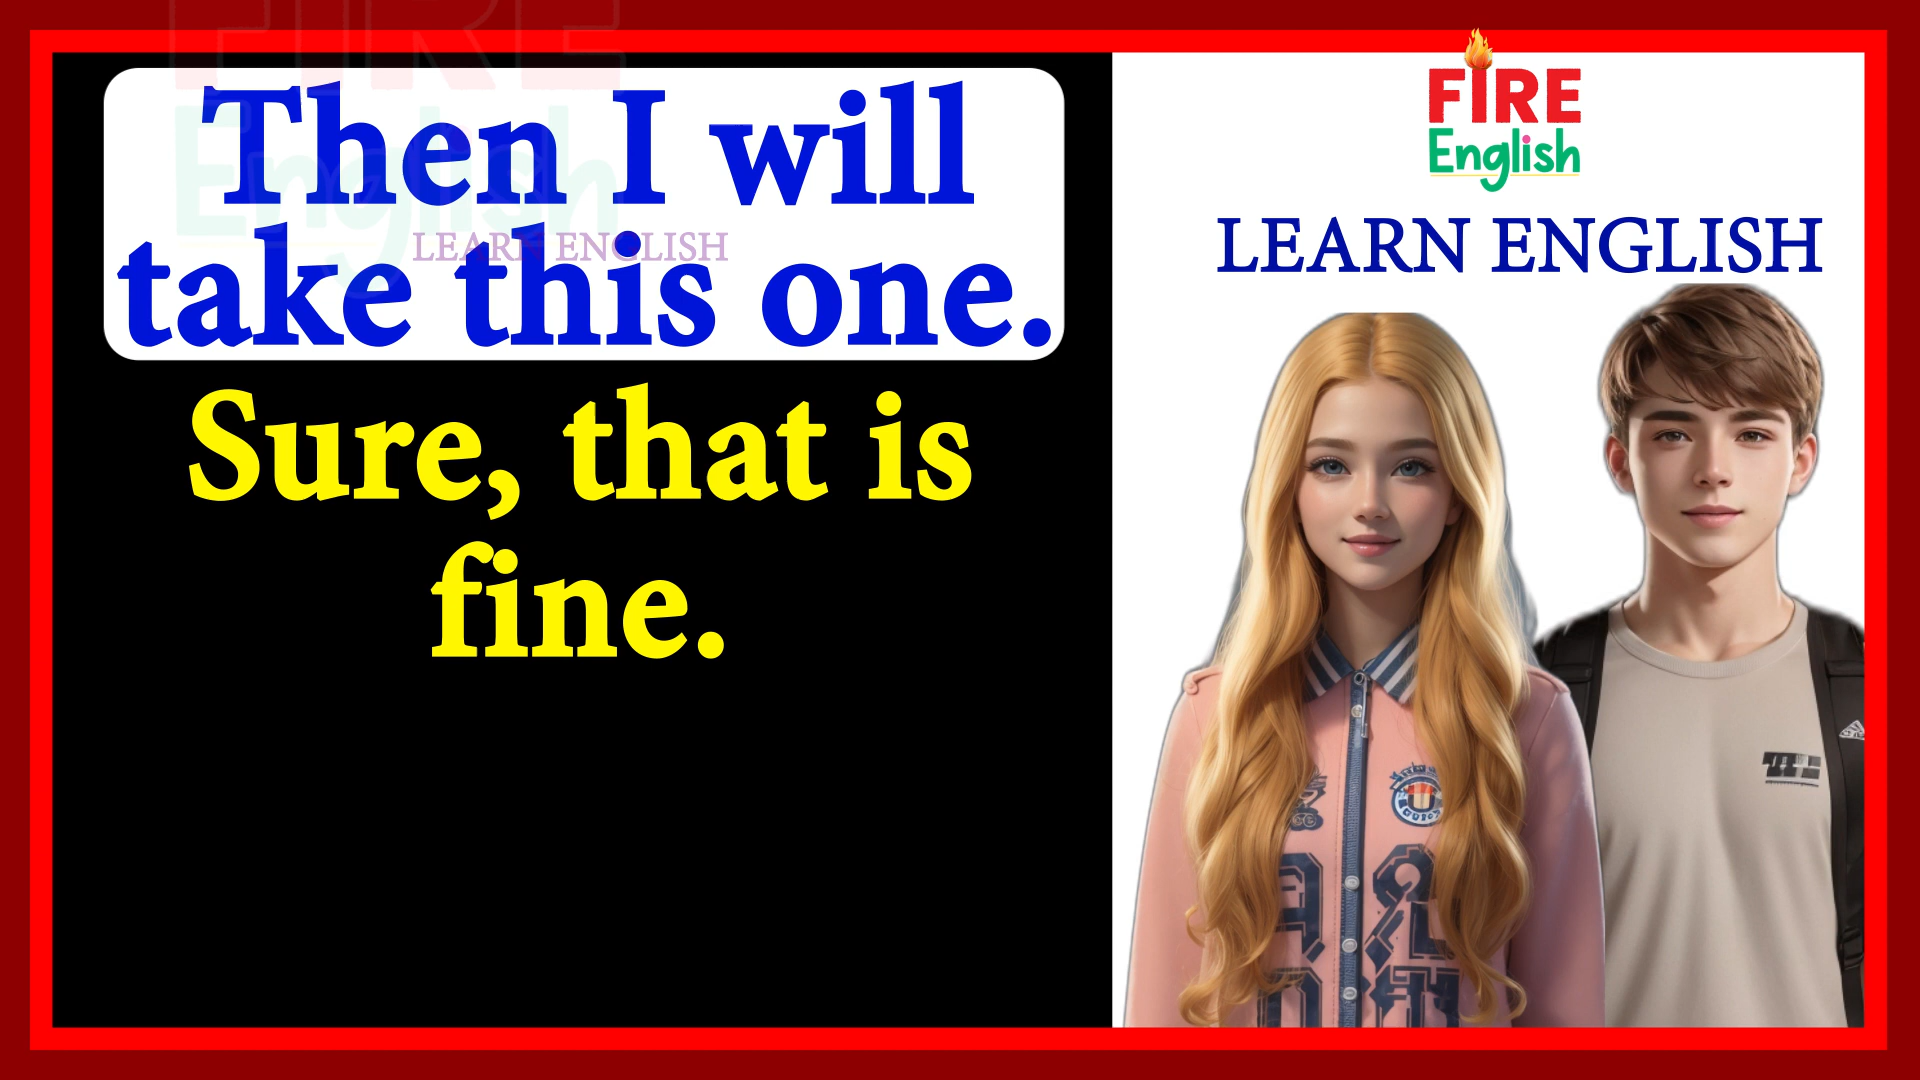 Then I will
take this one.
LEARN ENGLISH
Sure, that is
fine.
FIRE
English
LEARN ENGLISH